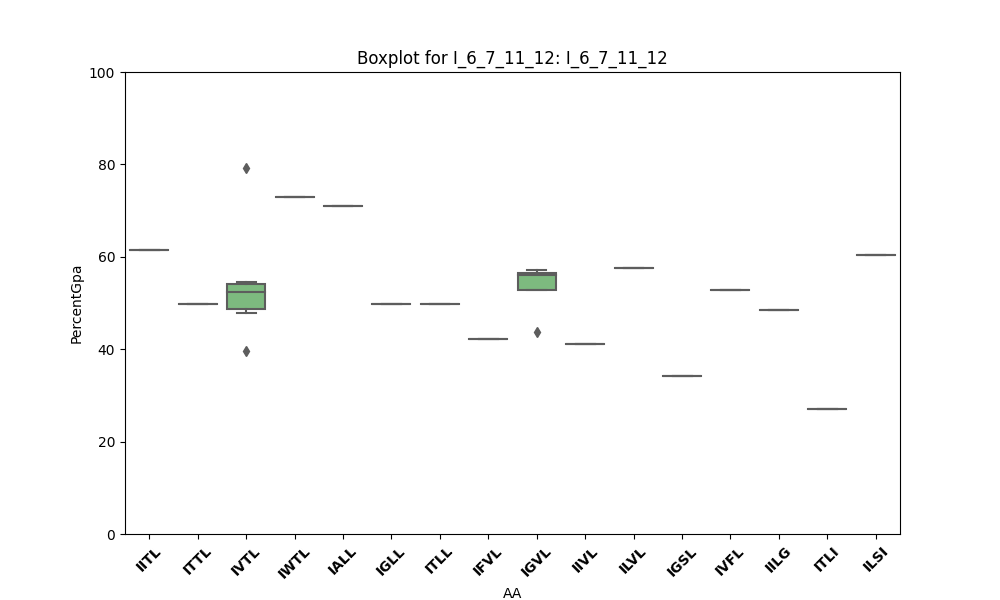 Boxplot for I_6_7_11_12: I_6_7_11_12
100
80
60
40
20
0
PercentGpa
IITL ITTL IVTL IWTL IALL IGLL ITLL IFVL IGVL IIVL ILVL IGSL IVFL IILG ITLI ILSI
AA